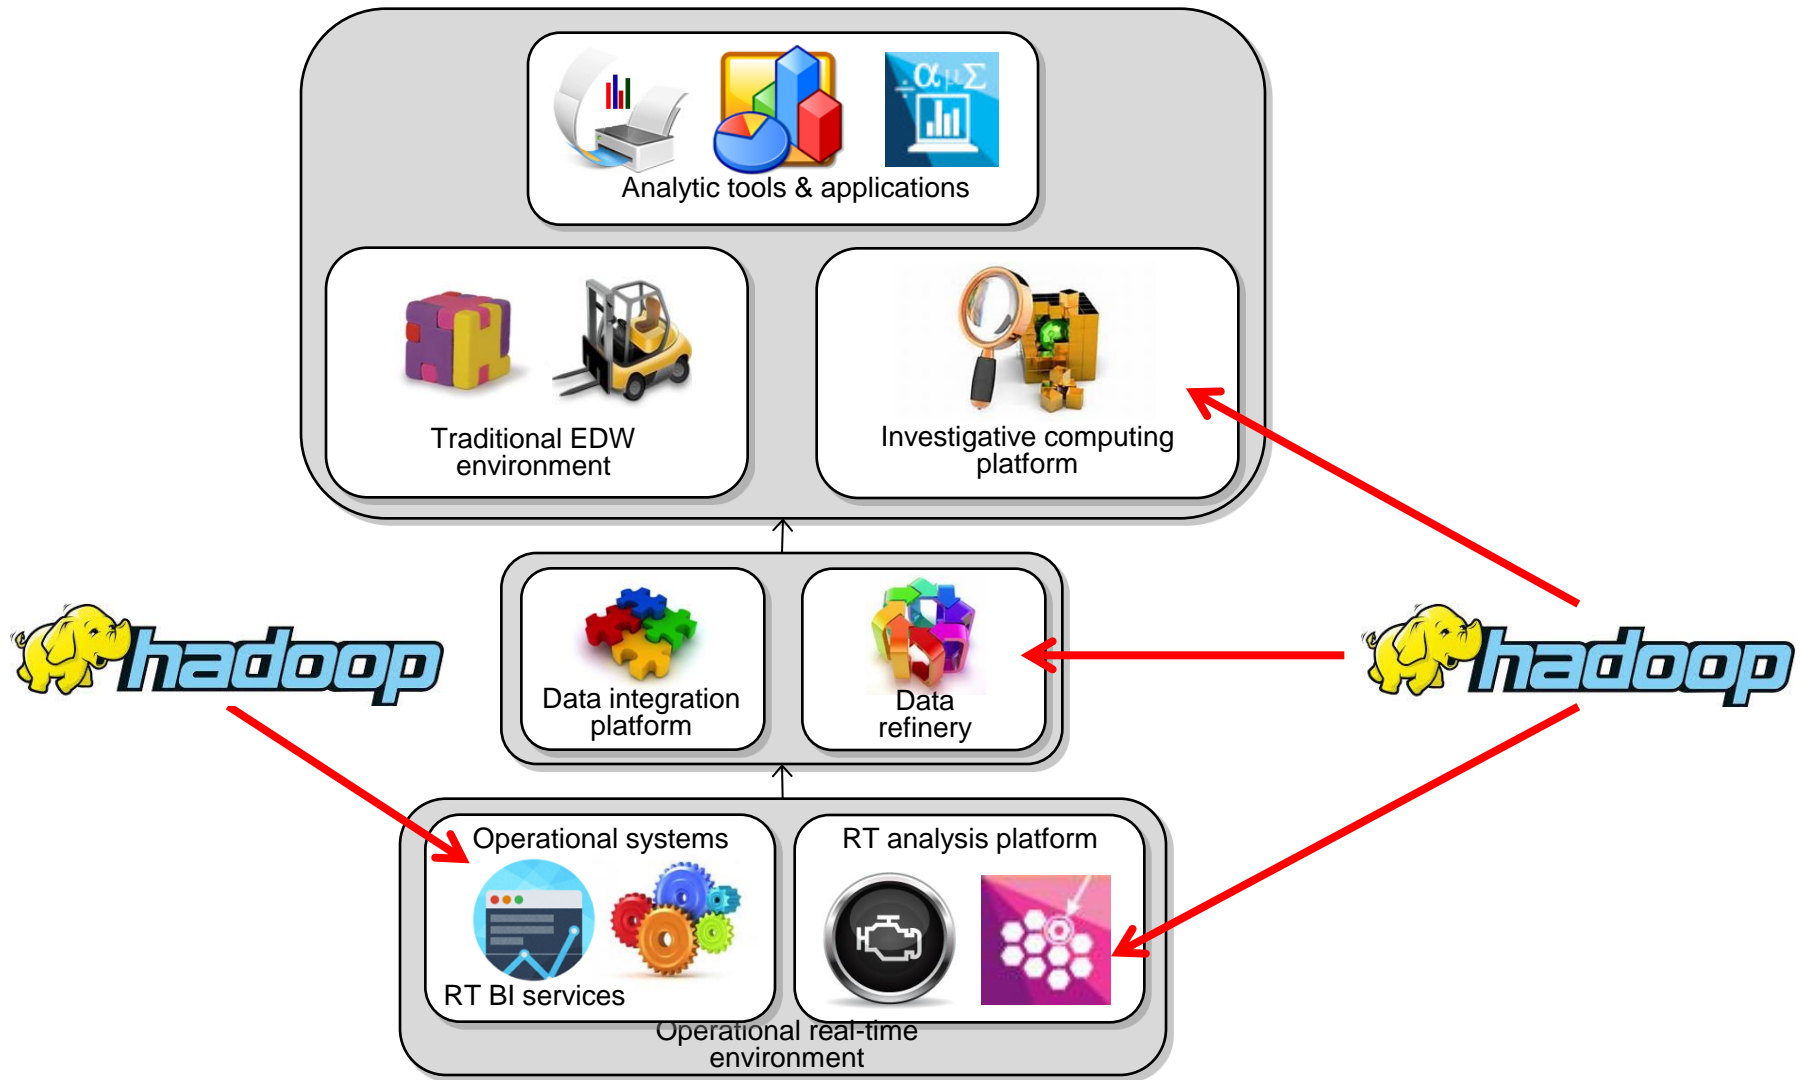 ÷αμΣ
Analytic tools & applications
Traditional EDW
environment
Investigative computing
platform
hadoop
Data integration
platform
Data
refinery
hadoop
Operational systems
RT BI services
RT analysis platform
Operational real-time
environment